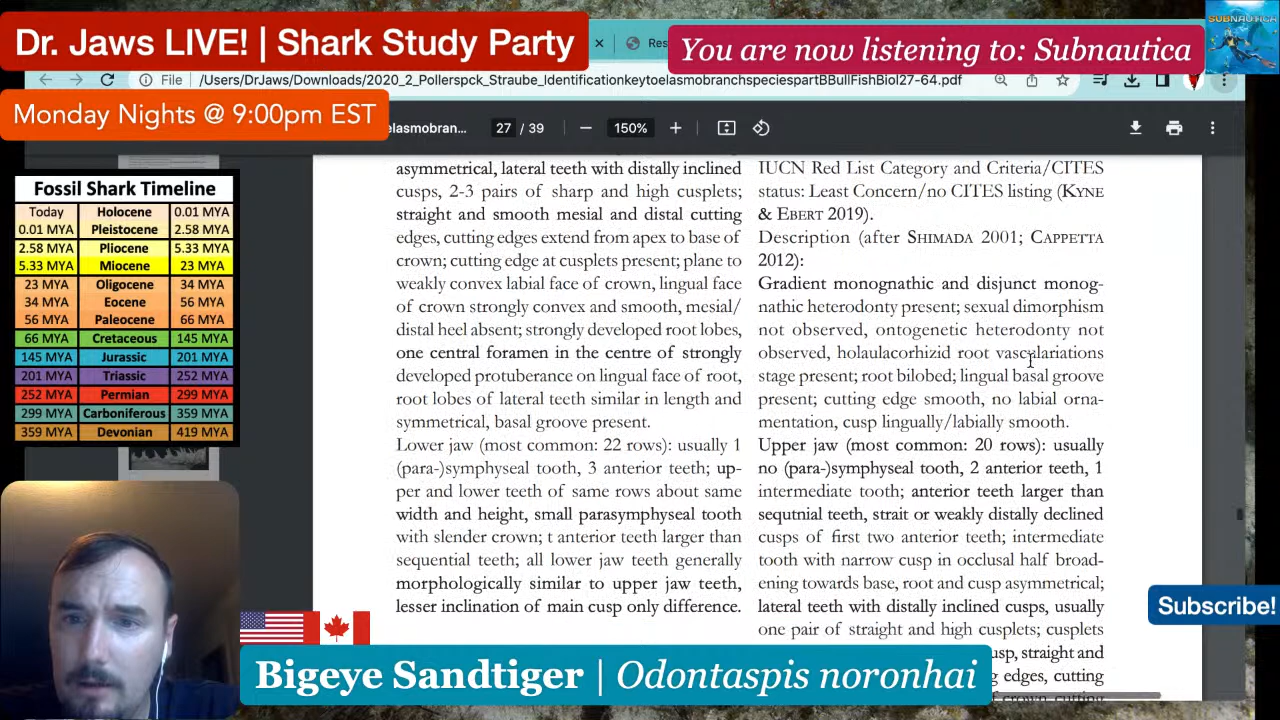 Dr. Jaws LIVE! | Shark Study Party
You are now listening to: Subnautica
SUBNAUTICA
Monday Nights @ 9:00pm EST
File
/Users/DrJaws/Downloads/2020_2_Pollerspck_Straube_IdentificationkeytoelasmobranchspeciespartBBullFishBiol27-64.pdf
elasmobran...
27 / 39
150%
Fossil Shark Timeline
Today Holocene 0.01 MYA
0.01 MYA Pleistocene 2.58 MYA
2.58 MYA Pliocene 5.33 MYA
5.33 MYA Miocene 23 MYA
23 MYA Oligocene 34 MYA
34 MYA Eocene 56 MYA
56 MYA Paleocene 66 MYA
66 MYA Cretaceous 145 MYA
145 MYA Jurassic 201 MYA
201 MYA Triassic 252 MYA
252 MYA Permian 299 MYA
299 MYA Carboniferous 359 MYA
359 MYA Devonian 419 MYA
asymmetrical, lateral teeth with distally inclined
cusps, 2-3 pairs of sharp and high cusplets;
straight and smooth mesial and distal cutting
edges, cutting edges extend from apex to base of
crown; cutting edge at cusplets present; plane to
weakly convex labial face of crown, lingual face
of crown strongly convex and smooth, mesial/
distal heel absent; strongly developed root lobes,
one central foramen in the centre of strongly
developed protuberance on lingual face of root,
root lobes of lateral teeth similar in length and
symmetrical, basal groove present.
Lower jaw (most common: 22 rows): usually 1
(para-)symphyseal tooth, 3 anterior teeth; up-
per and lower teeth of same rows about same
width and height, small parasymphyseal tooth
with slender crown; t anterior teeth larger than
sequential teeth; all lower jaw teeth generally
morphologically similar to upper jaw teeth,
lesser inclination of main cusp only difference.
IUCN Red List Category and Criteria/CITES
status: Least Concern/no CITES listing (KYNE
& EBERT 2019).
Description (after SHIMADA 2001; CAPPETTA
2012):
Gradient monognathic and disjunct monog-
nathic heterodonty present; sexual dimorphism
not observed, ontogenetic heterodonty not
observed, holaulacorhizid root vascularizations
stage present; root bilobed; lingual basal groove
present; cutting edge smooth, no labial orna-
mentation, cusp lingually/labially smooth.
Upper jaw (most common: 20 rows): usually
no (para-)symphyseal tooth, 2 anterior teeth, 1
intermediate tooth; anterior teeth larger than
sequtnial teeth, strait or weakly distally declined
cusps of first two anterior teeth; intermediate
tooth with narrow cusp in occlusal half broad-
ening towards base, root and cusp asymmetrical;
lateral teeth with distally inclined cusps, usually
one pair of straight and high cusplets; cusplets
usp, straight and
edges, cutting
Subscribe!
Bigeye Sandtiger | Odontaspis noronhai